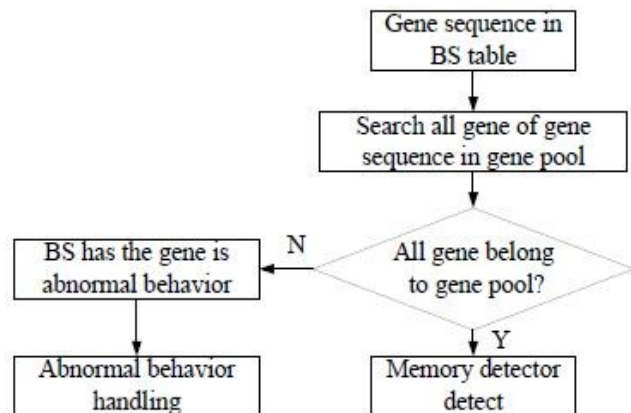 Gene sequence in
BS table
Search all gene of gene
sequence in gene pool
All gene belong
to gene pool?
N
BS has the gene is
abnormal behavior
Abnormal behavior
handling
Y
Memory detector
detect